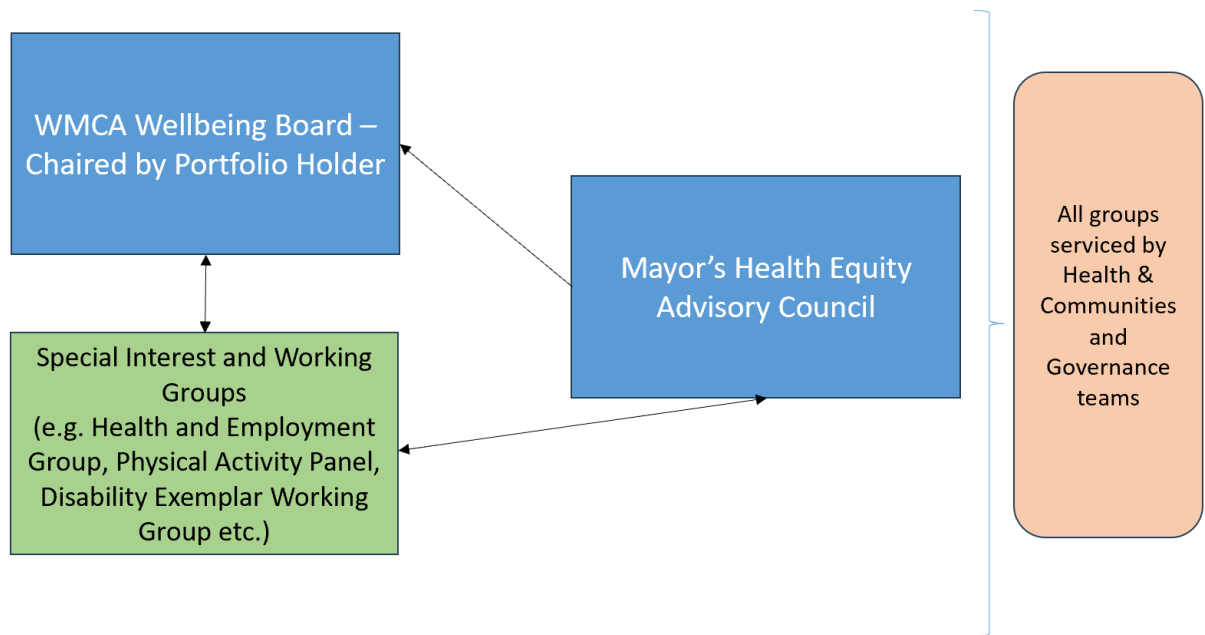 WMCA Wellbeing Board –
Chaired by Portfolio Holder
Mayor’s Health Equity
Advisory Council
Special Interest and Working
Groups
(e.g. Health and Employment
Group, Physical Activity Panel,
Disability Exemplar Working
Group etc.)
All groups
serviced by
Health &
Communities
and
Governance
teams